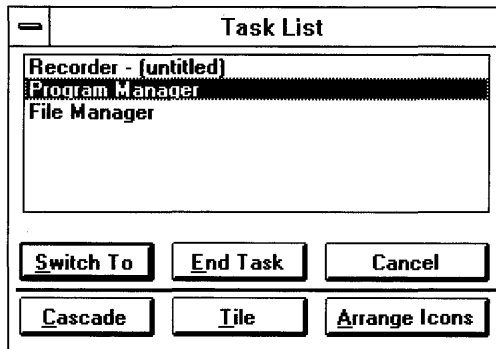 Task List
Recorder - (untitled)
Program Manager
File Manager
Switch To End Task Cancel
Cascade Tile Arrange Icons